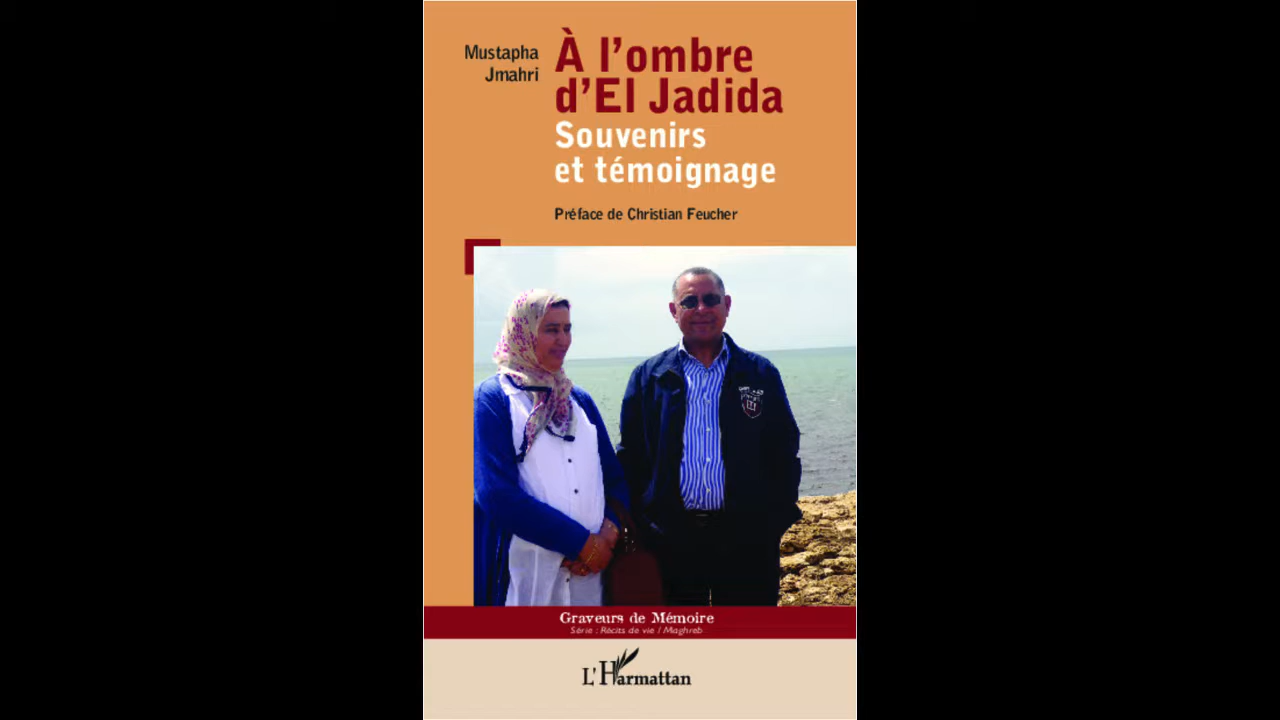 Mustapha
Jmahri
À l'ombre
d'El Jadida
Souvenirs
et témoignage
Préface de Christian Feucher
Graveurs de Mémoire
Série : Récits de vie / Maghreb
L'Harmattan